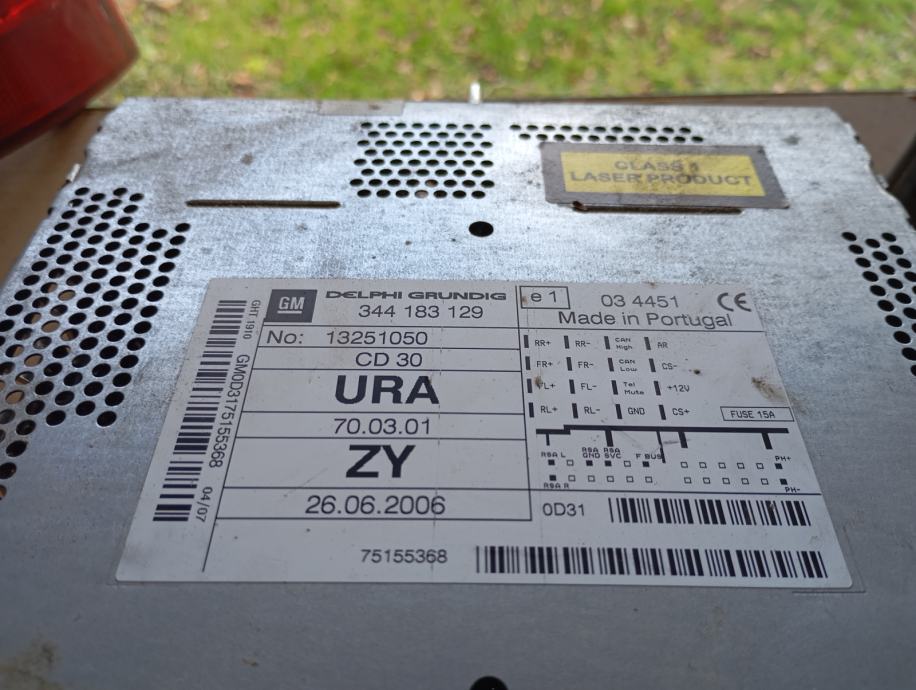 CLASS 1
LASER PRODUCT
GM DELPHI GRUNDIG
344 183 129
No: 13251050
CD 30
URA
70.03.01
ZY
26.06.2006
75155368
e 1 03 4451 CE
Made in Portugal
RR+ RR- CAN High AR
FR+ FR- CAN Low CS-
FL+ FL- Tel Mute +12V
RL+ RL- GND CS+
FUSE 15A
RSA L RSA GND RSA SVC F BUS PH+
RSA R PH-
0D31
GHT 1910
GM0D3175155368
04/07